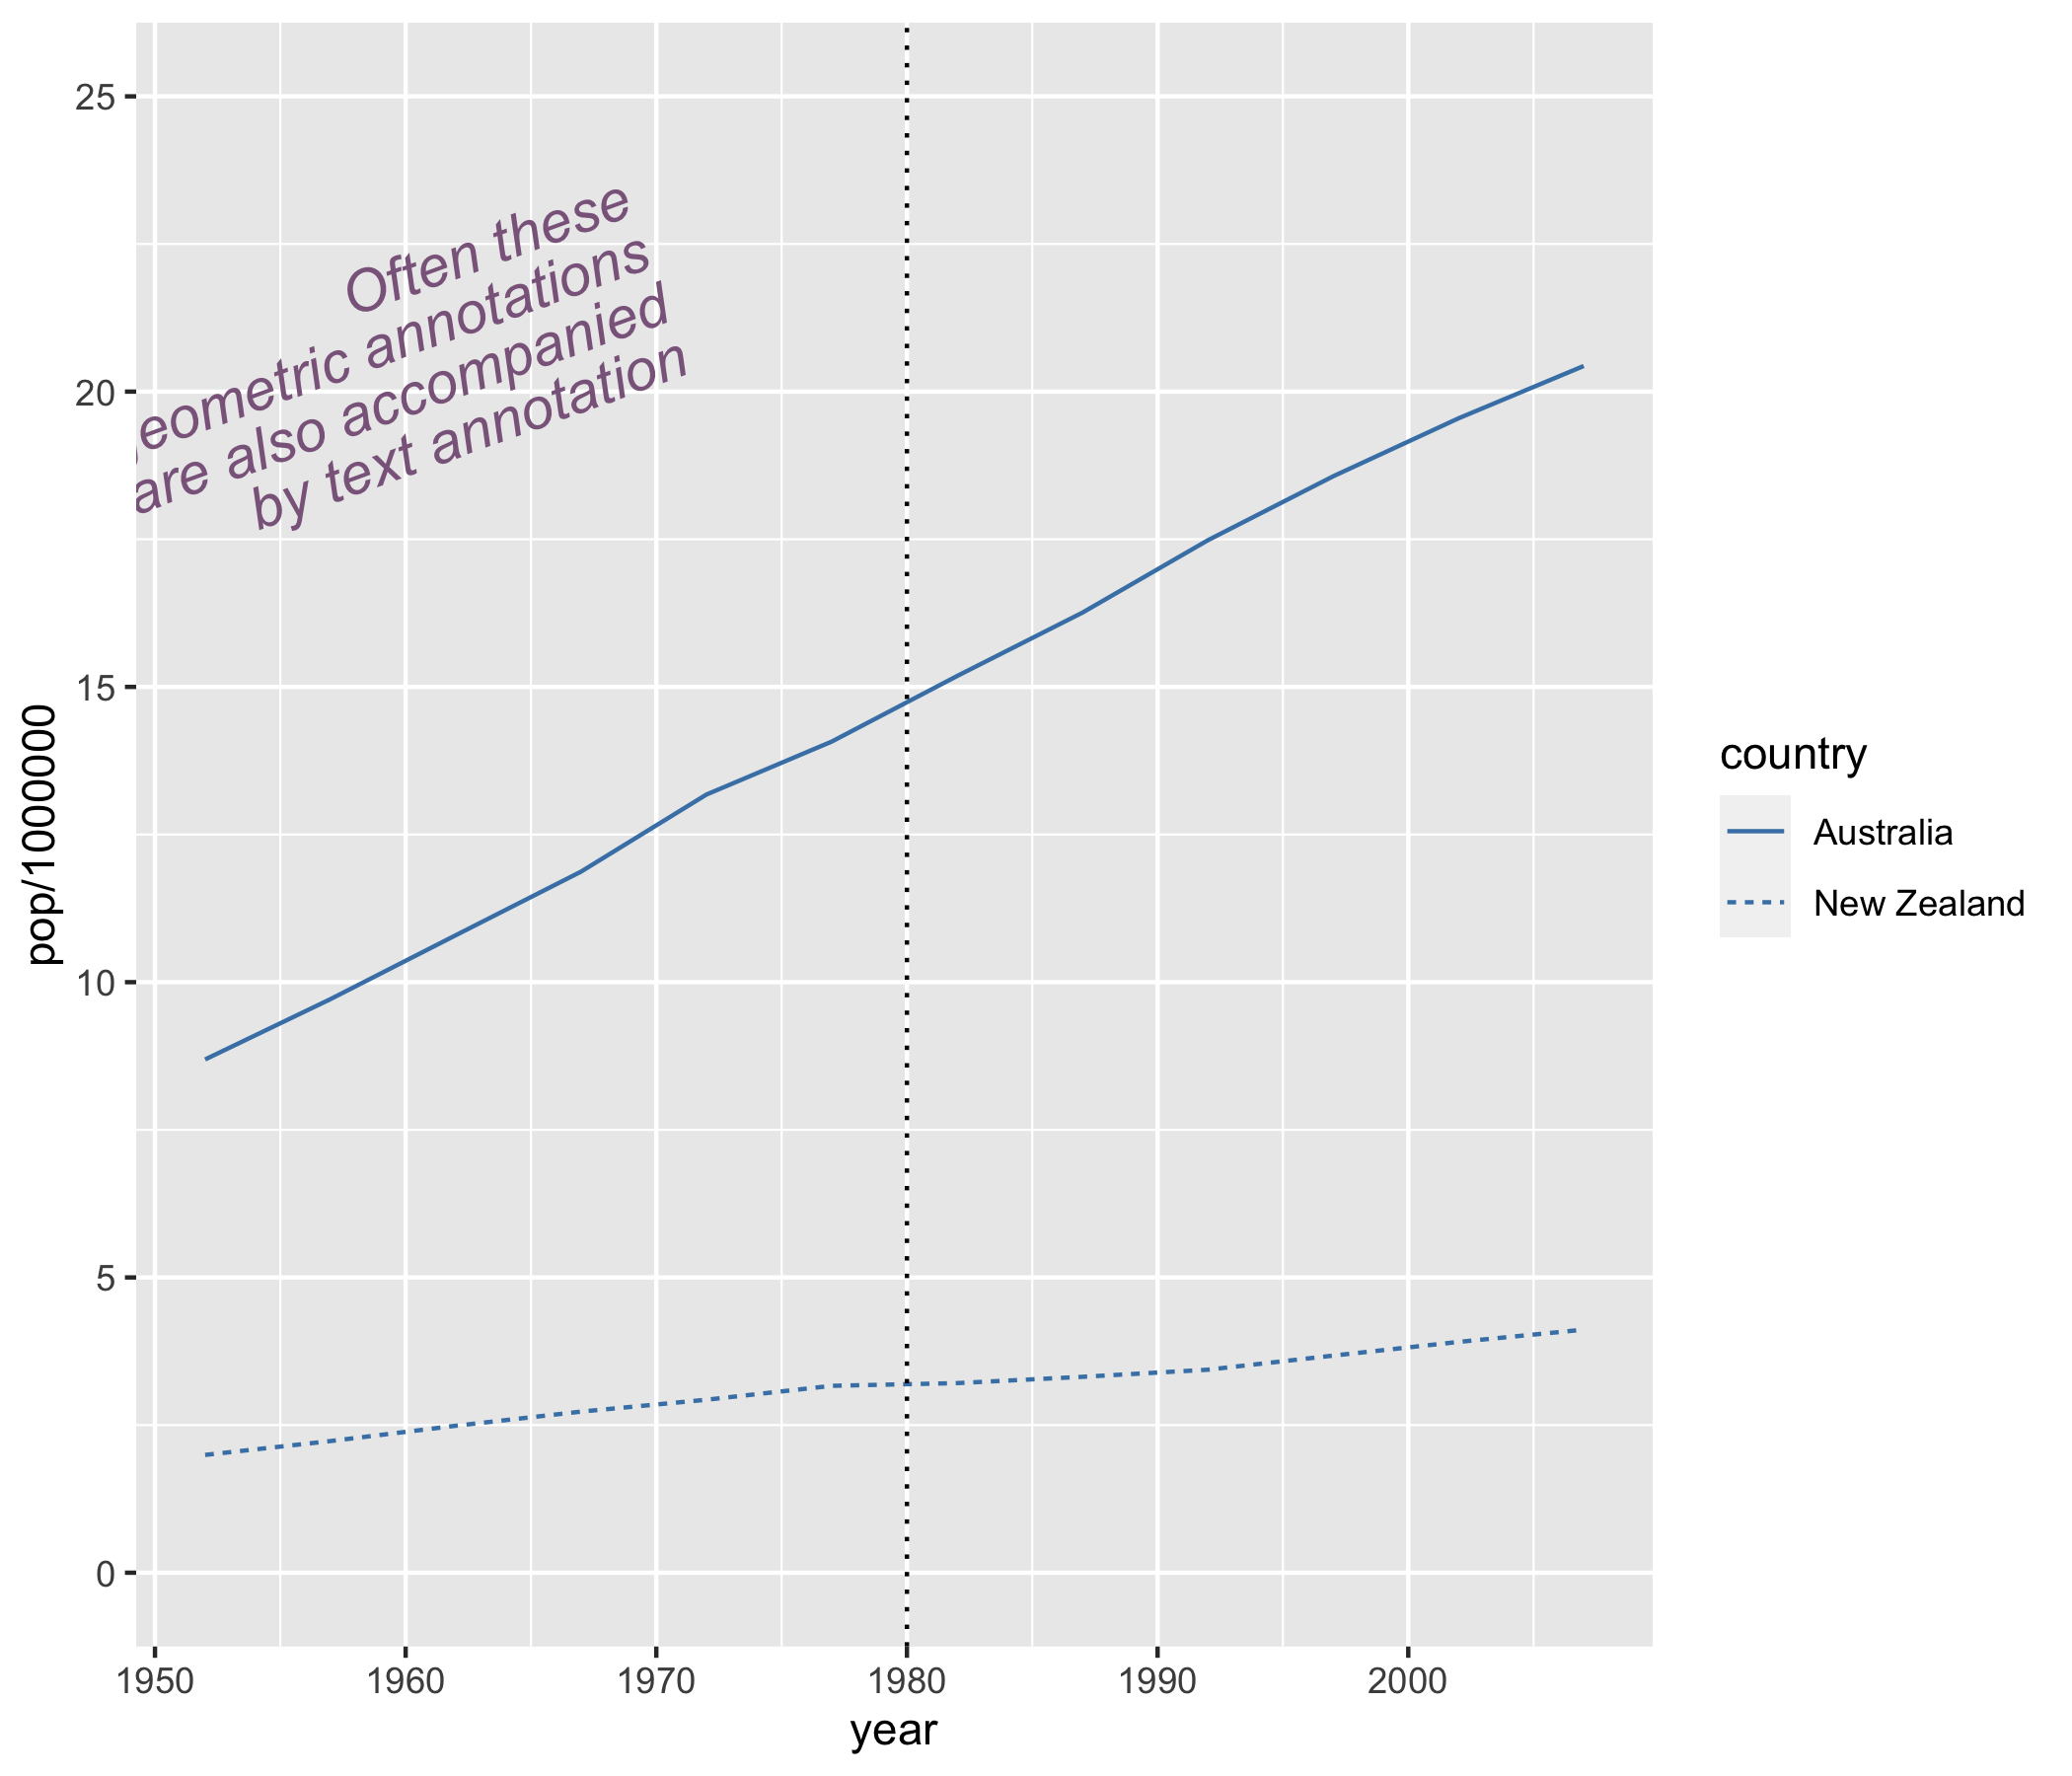 25
20
15
10
5
0
Often these
eometric annotations
are also accompanied
by text annotation
1950
1960
1970
1980
1990
2000
year
pop/1000000
country
Australia
New Zealand